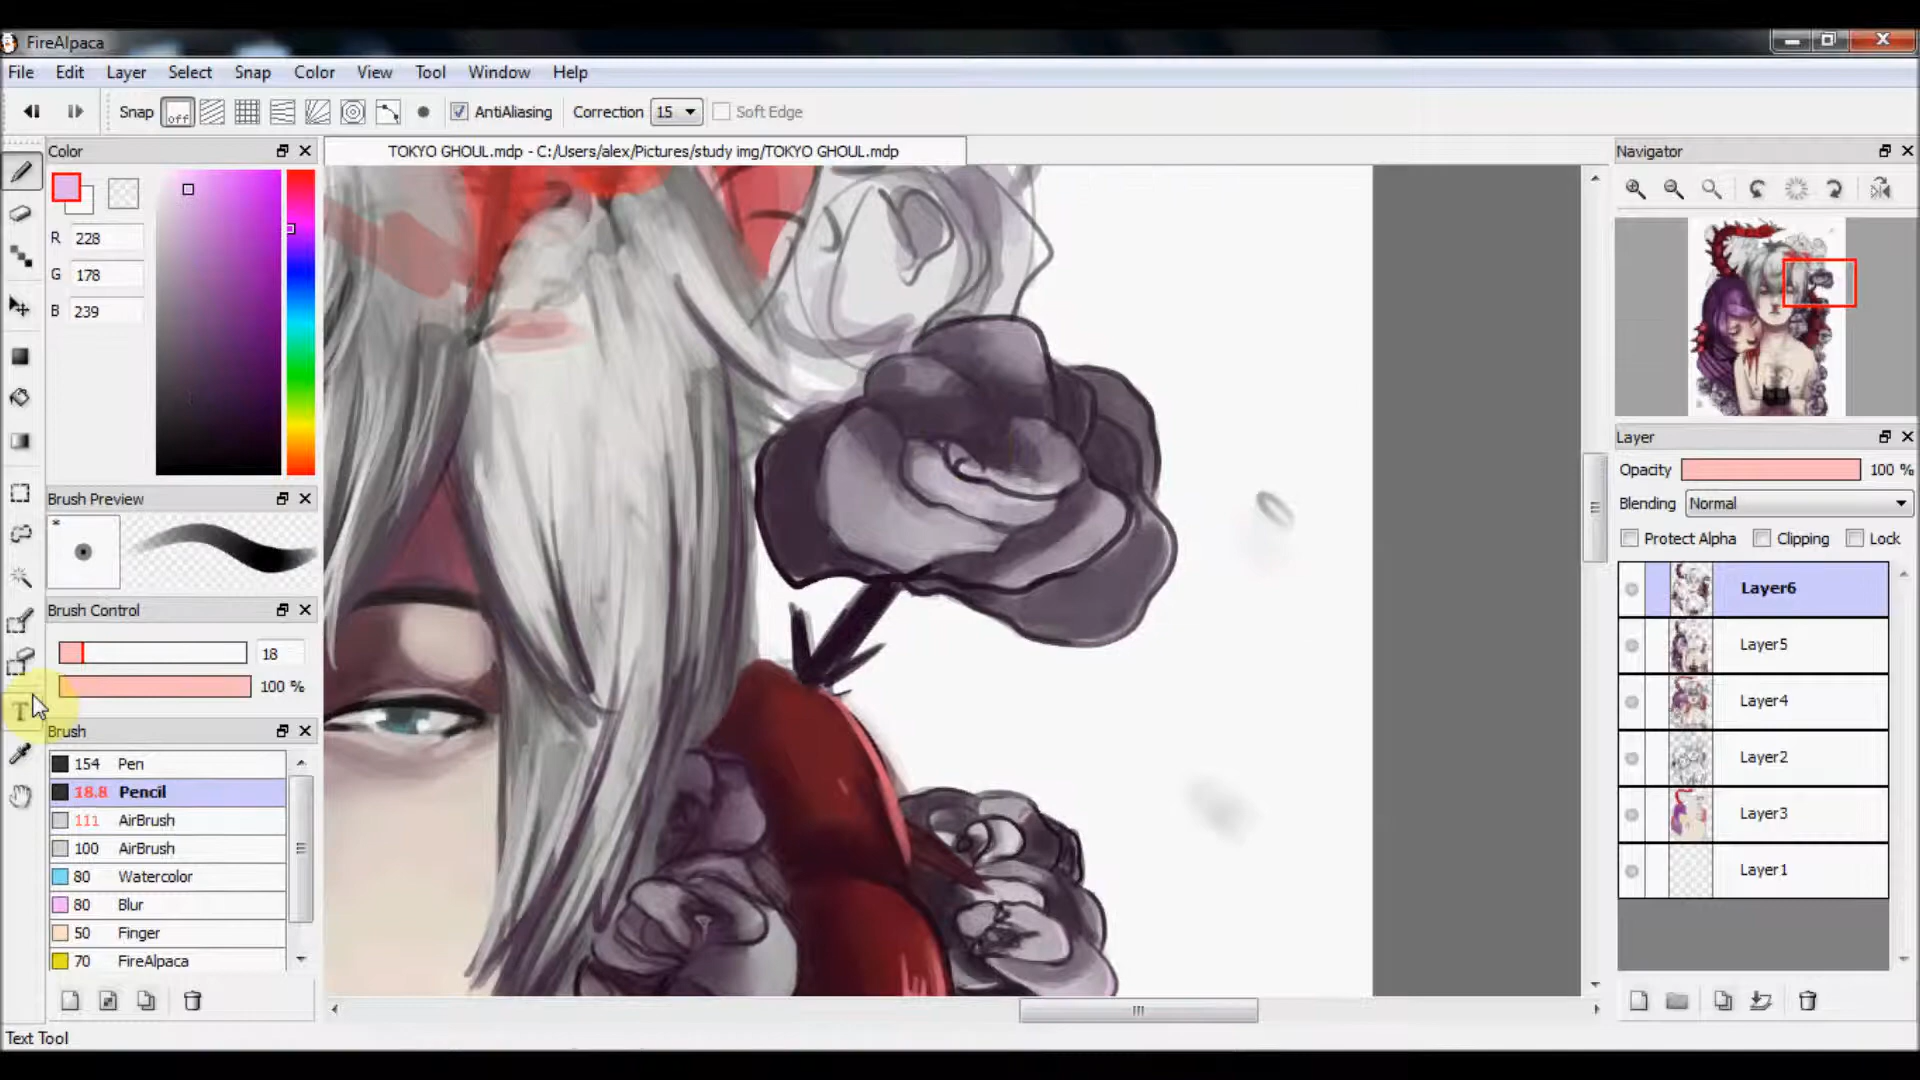 FireAlpaca
File Edit Layer Select Snap Color View Tool Window Help
Snap off AntiAliasing Correction 15 Soft Edge
Color
TOKYO GHOUL.mdp - C:/Users/alex/Pictures/study img/TOKYO GHOUL.mdp
Navigator
R 228
G 178
B 239
Brush Preview
*
Brush Control
18
100 %
Brush
154 Pen
18.8 Pencil
111 AirBrush
100 AirBrush
80 Watercolor
80 Blur
50 Finger
70 FireAlpaca
T
Text Tool
Layer
Opacity 100 %
Blending Normal
Protect Alpha Clipping Lock
Layer6
Layer5
Layer4
Layer2
Layer3
Layer1